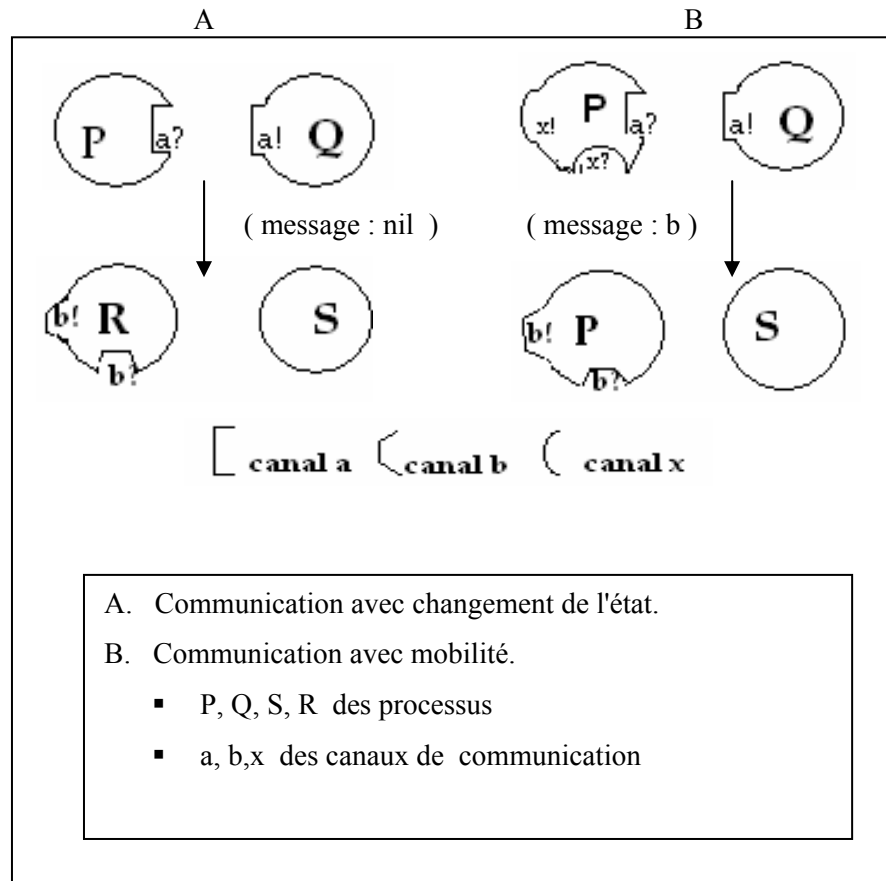 A B
P a? a! Q x! P a? x? a! Q
( message : nil ) ( message : b )
b! R b? S b! P b? S
canal a canal b canal x
A. Communication avec changement de l'état.
B. Communication avec mobilité.
▪ P, Q, S, R des processus
▪ a, b,x des canaux de communication